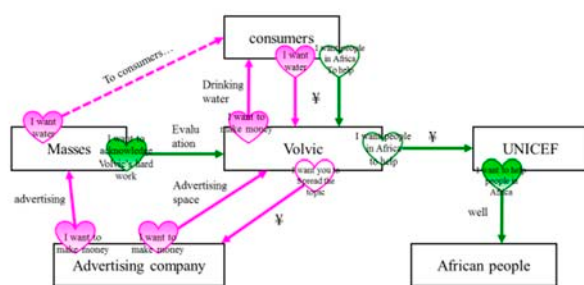 consumers
To consumers...
I want
water
I want people
in Africa
To help
Drinking
water
¥
¥
I want
water
I want to
make money
Masses
I want to
acknowledge
Volvic's hard
work
Evalu
ation
Volvic
I want people
in Africa
to help
¥
UNICEF
I want you to
Spread the
topic
I want to help
people in
Africa
advertising
Advertising
space
¥
well
I want to
make money
I want to
make money
Advertising company
African people